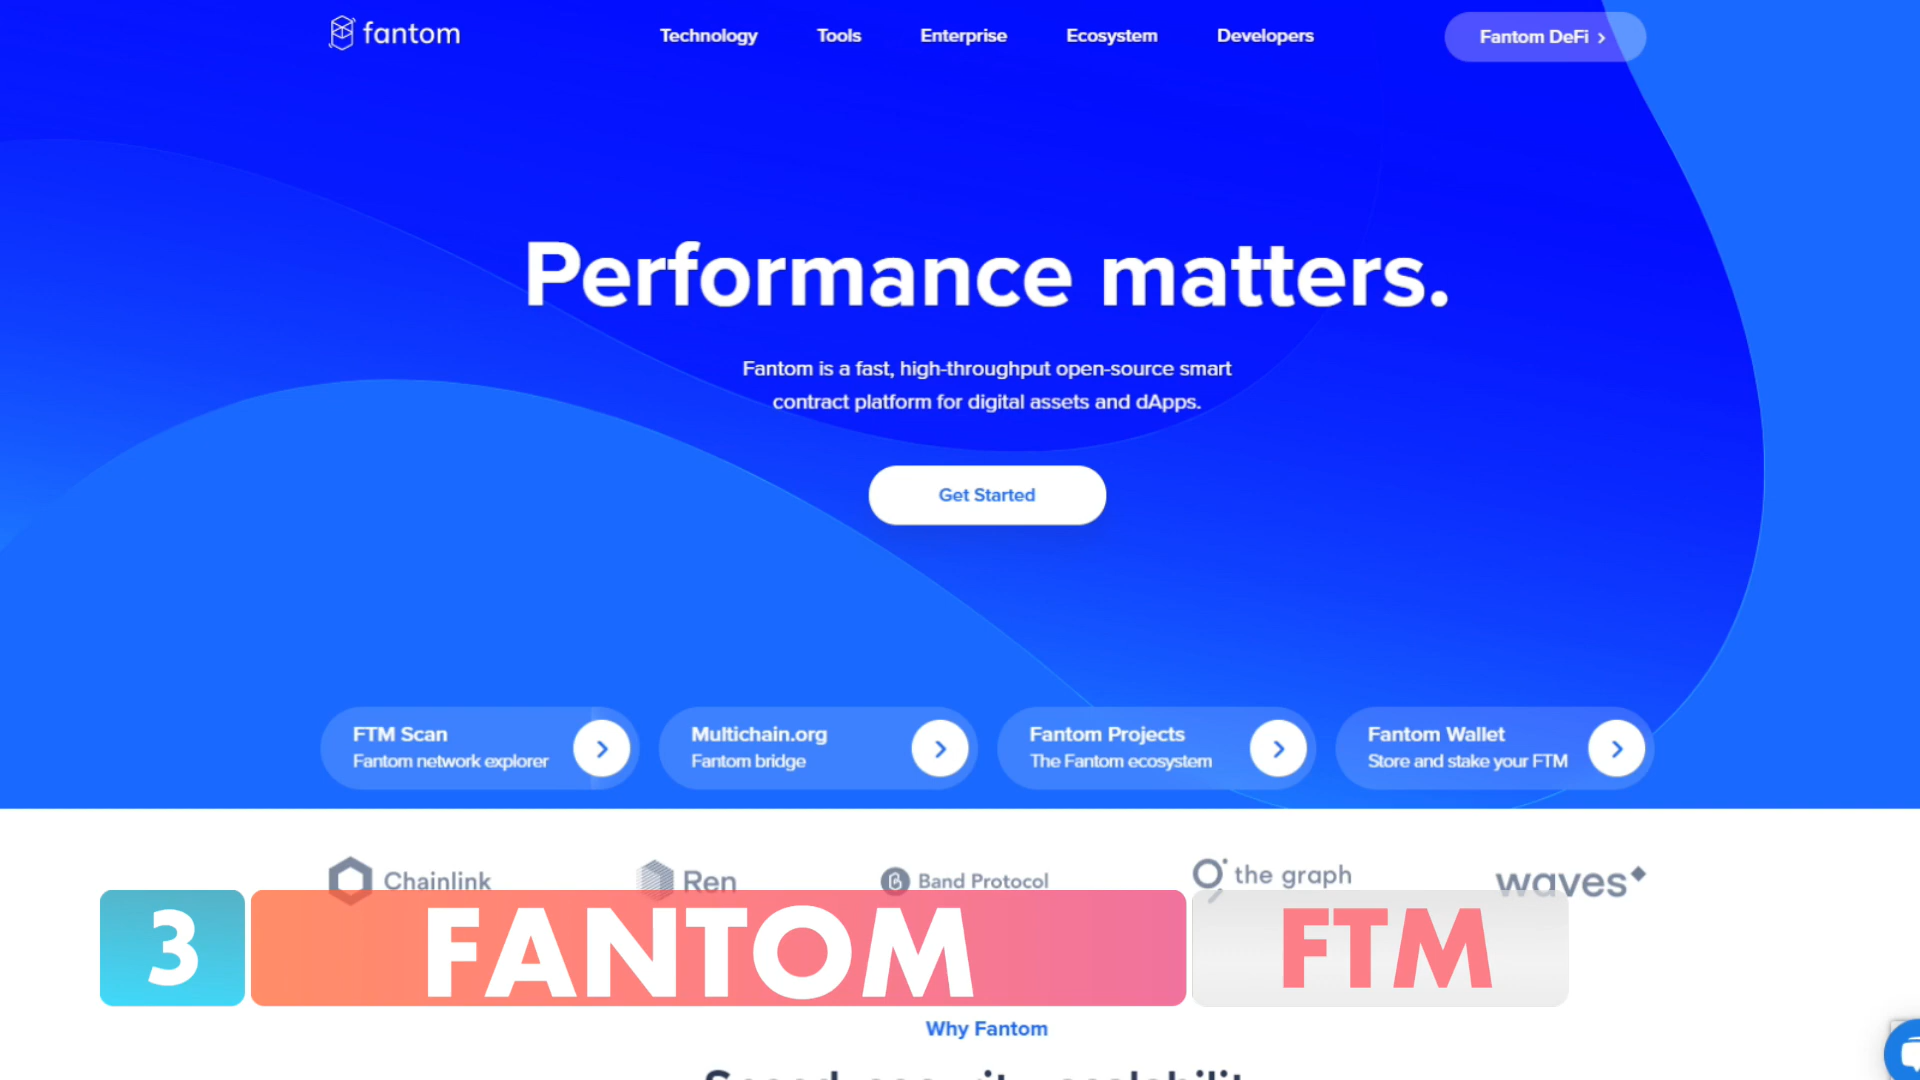 fantom
Technology
Tools
Enterprise
Ecosystem
Developers
Fantom DeFi
Performance matters.
Fantom is a fast, high-throughput open-source smart
contract platform for digital assets and dApps.
Get Started
FTM Scan
Fantom network explorer
Multichain.org
Fantom bridge
Fantom Projects
The Fantom ecosystem
Fantom Wallet
Store and stake your FTM
Chainlink
Ren
Band Protocol
the graph
waves
3
FANTOM
FTM
Why Fantom